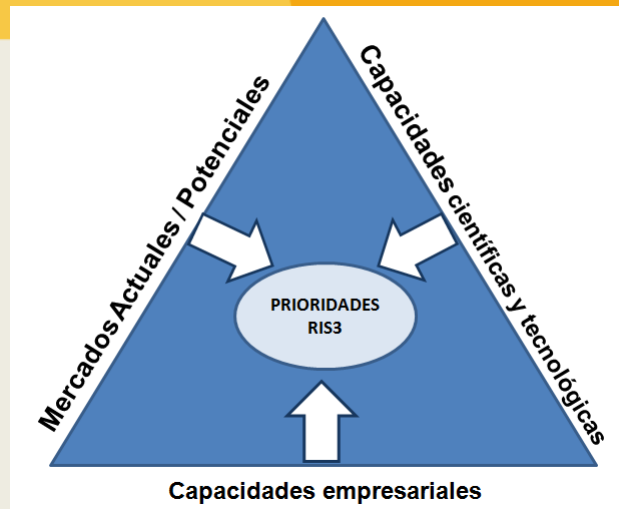 Mercados Actuales / Potenciales
Capacidades científicas y tecnológicas
PRIORIDADES
RIS3
Capacidades empresariales